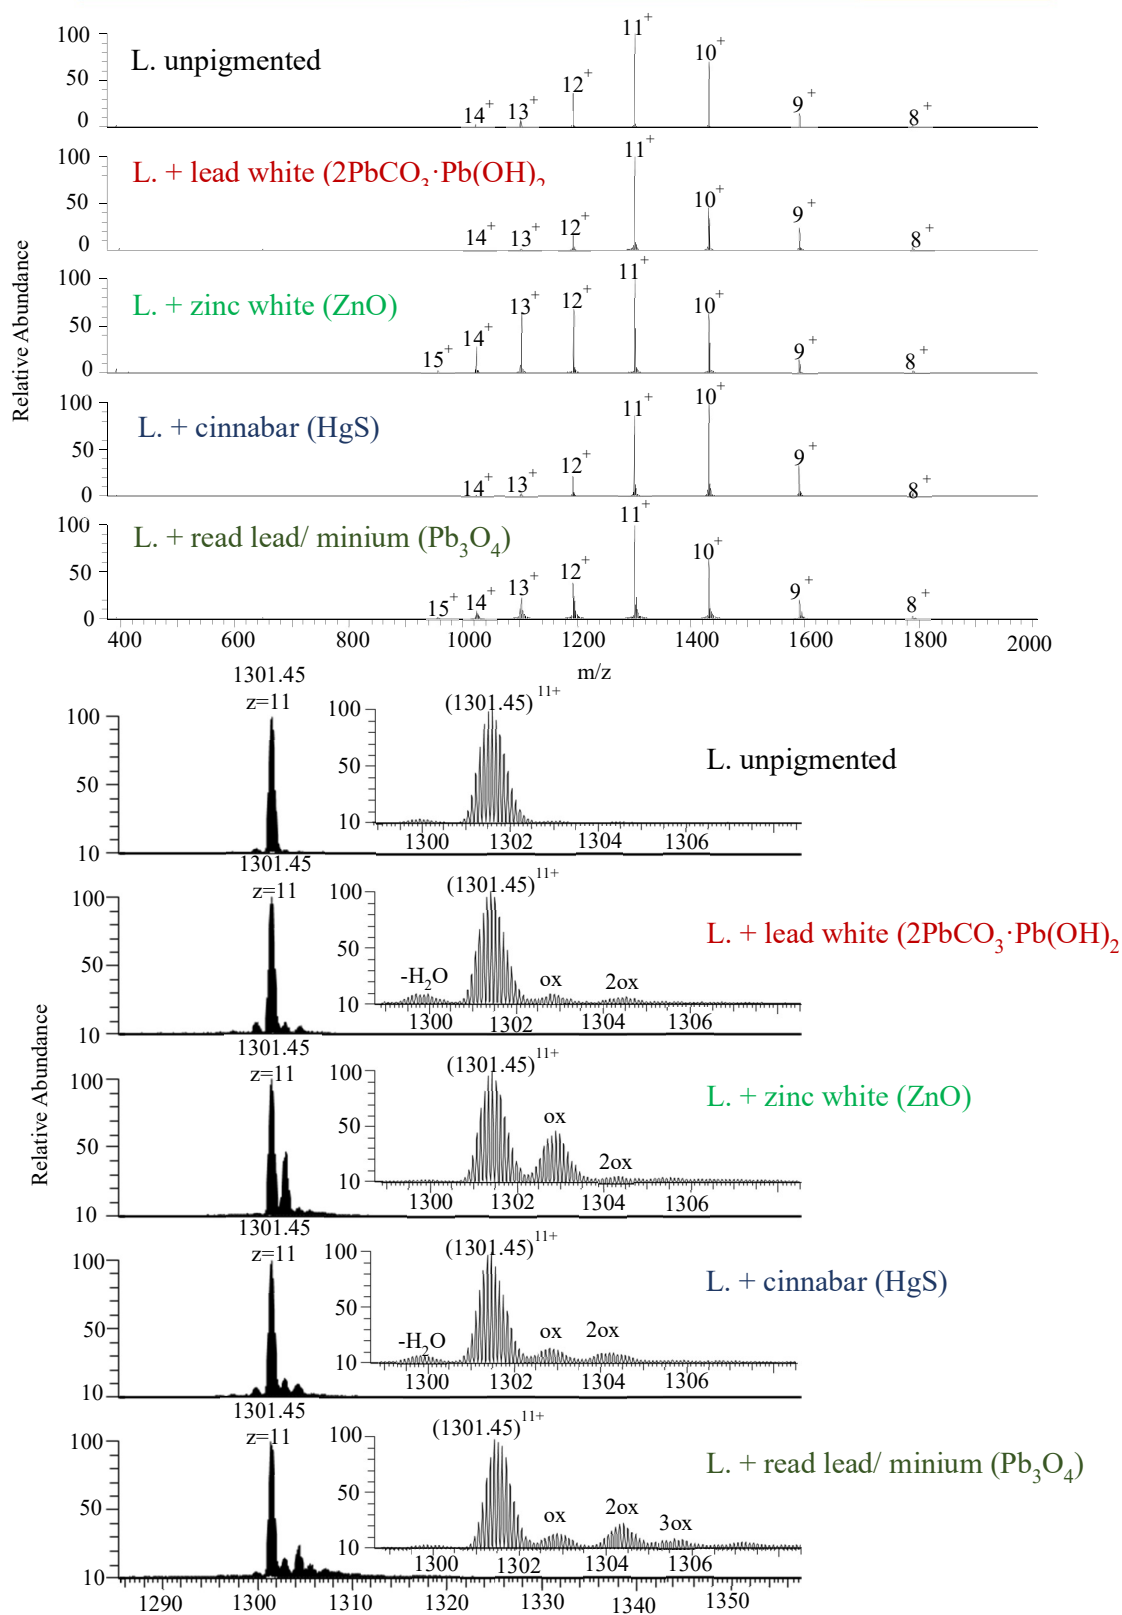 Relative Abundance
100
50
0
L. unpigmented
14+
13+
12+
11+
10+
9+
8+
100
50
0
L. + lead white (2PbCO3·Pb(OH)2
14+
13+
12+
11+
10+
9+
8+
100
50
0
L. + zinc white (ZnO)
15+
14+
13+
12+
11+
10+
9+
8+
100
50
0
L. + cinnabar (HgS)
14+
13+
12+
11+
10+
9+
8+
100
50
0
L. + read lead/ minium (Pb3O4)
15+
14+
13+
12+
11+
10+
9+
8+
400 600 800 1000 1200 1400 1600 1800 2000
m/z
Relative Abundance
1301.45
z=11
100
50
10
(1301.45)11+
100
50
10
1300 1302 1304 1306
L. unpigmented
1301.45
z=11
100
50
10
(1301.45)11+
100
50
10
-H2O
ox
2ox
1300 1302 1304 1306
L. + lead white (2PbCO3·Pb(OH)2
1301.45
z=11
100
50
10
(1301.45)11+
100
50
10
ox
2ox
1300 1302 1304 1306
L. + zinc white (ZnO)
1301.45
z=11
100
50
10
(1301.45)11+
100
50
10
-H2O
ox
2ox
1300 1302 1304 1306
L. + cinnabar (HgS)
1301.45
z=11
100
50
10
(1301.45)11+
100
50
10
ox
2ox
3ox
1300 1302 1304 1306
L. + read lead/ minium (Pb3O4)
1290 1300 1310 1320 1330 1340 1350